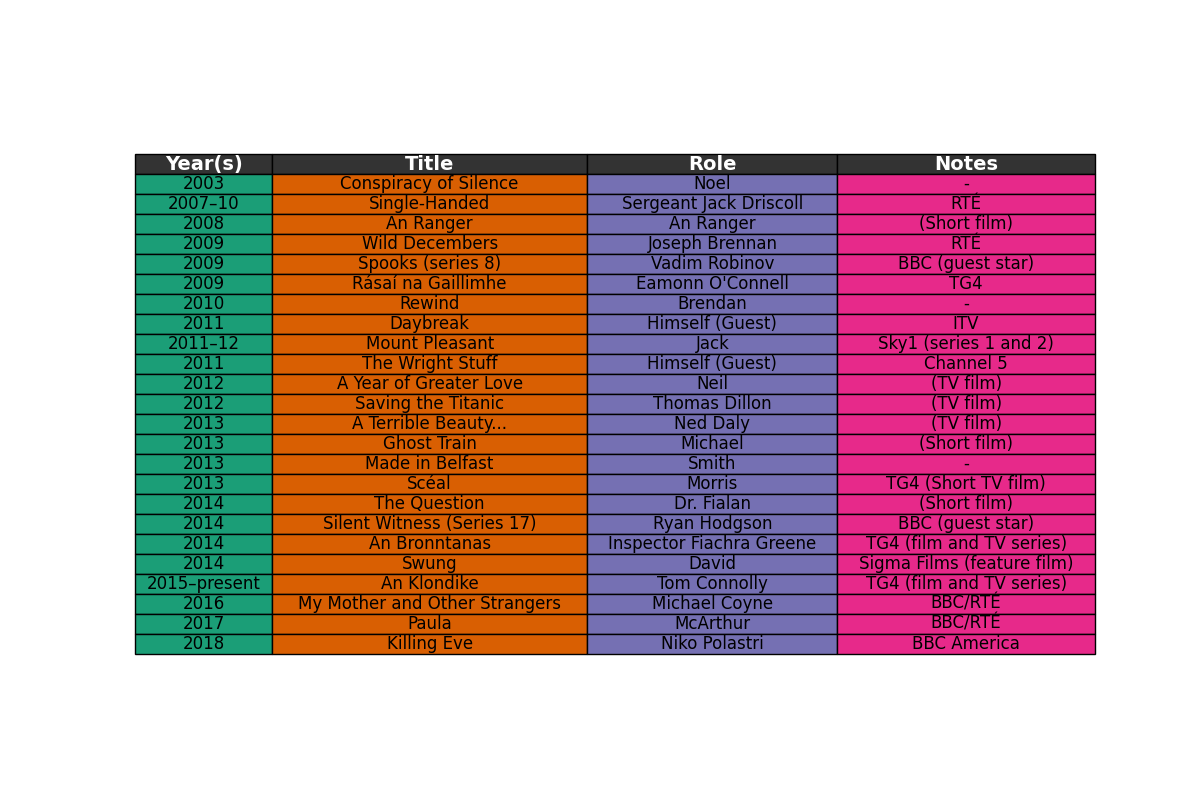 Year(s) Title Role Notes
2003 Conspiracy of Silence Noel -
2007–10 Single-Handed Sergeant Jack Driscoll RTÉ
2008 An Ranger An Ranger (Short film)
2009 Wild Decembers Joseph Brennan RTÉ
2009 Spooks (series 8) Vadim Robinov BBC (guest star)
2009 Rásaí na Gaillimhe Eamonn O'Connell TG4
2010 Rewind Brendan -
2011 Daybreak Himself (Guest) ITV
2011–12 Mount Pleasant Jack Sky1 (series 1 and 2)
2011 The Wright Stuff Himself (Guest) Channel 5
2012 A Year of Greater Love Neil (TV film)
2012 Saving the Titanic Thomas Dillon (TV film)
2013 A Terrible Beauty... Ned Daly (TV film)
2013 Ghost Train Michael (Short film)
2013 Made in Belfast Smith -
2013 Scéal Morris TG4 (Short TV film)
2014 The Question Dr. Fialan (Short film)
2014 Silent Witness (Series 17) Ryan Hodgson BBC (guest star)
2014 An Bronntanas Inspector Fiachra Greene TG4 (film and TV series)
2014 Swung David Sigma Films (feature film)
2015–present An Klondike Tom Connolly TG4 (film and TV series)
2016 My Mother and Other Strangers Michael Coyne BBC/RTÉ
2017 Paula McArthur BBC/RTÉ
2018 Killing Eve Niko Polastri BBC America